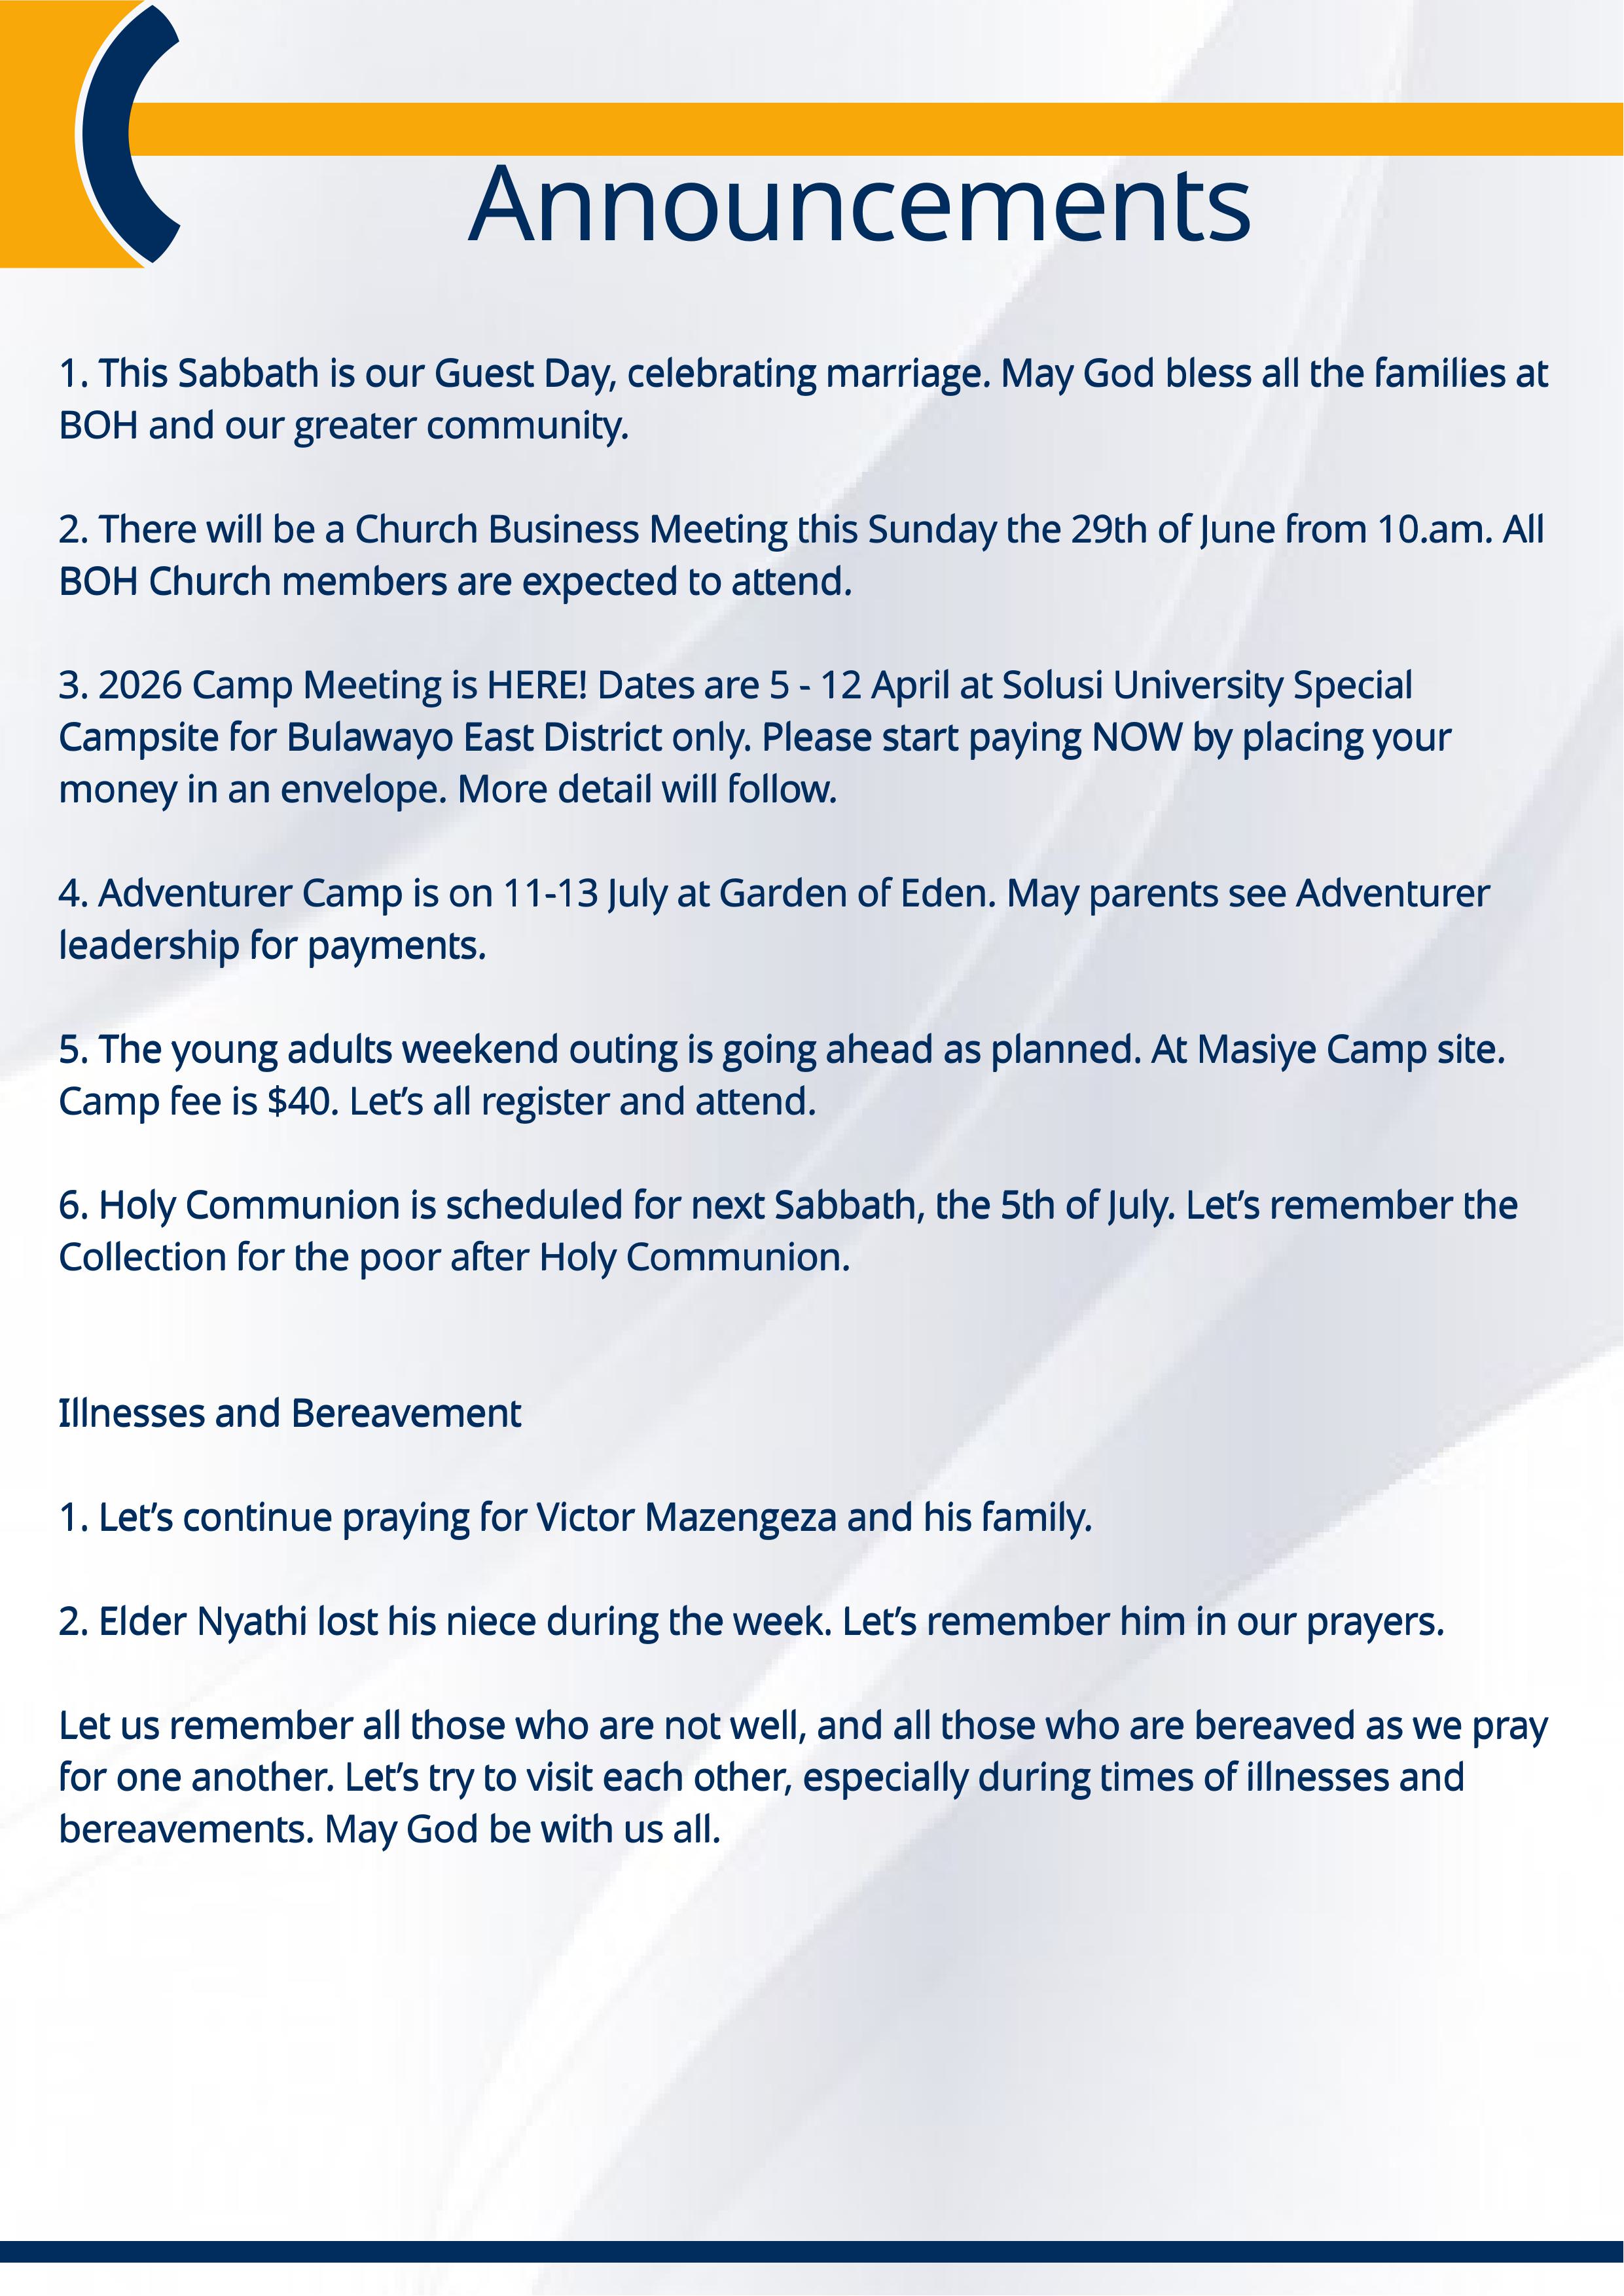 Announcements
1. This Sabbath is our Guest Day, celebrating marriage. May God bless all the families at
BOH and our greater community.
2. There will be a Church Business Meeting this Sunday the 29th of June from 10.am. All
BOH Church members are expected to attend.
3. 2026 Camp Meeting is HERE! Dates are 5 - 12 April at Solusi University Special
Campsite for Bulawayo East District only. Please start paying NOW by placing your
money in an envelope. More detail will follow.
4. Adventurer Camp is on 11-13 July at Garden of Eden. May parents see Adventurer
leadership for payments.
5. The young adults weekend outing is going ahead as planned. At Masiye Camp site.
Camp fee is $40. Let’s all register and attend.
6. Holy Communion is scheduled for next Sabbath, the 5th of July. Let’s remember the
Collection for the poor after Holy Communion.
Illnesses and Bereavement
1. Let’s continue praying for Victor Mazengeza and his family.
2. Elder Nyathi lost his niece during the week. Let’s remember him in our prayers.
Let us remember all those who are not well, and all those who are bereaved as we pray
for one another. Let’s try to visit each other, especially during times of illnesses and
bereavements. May God be with us all.